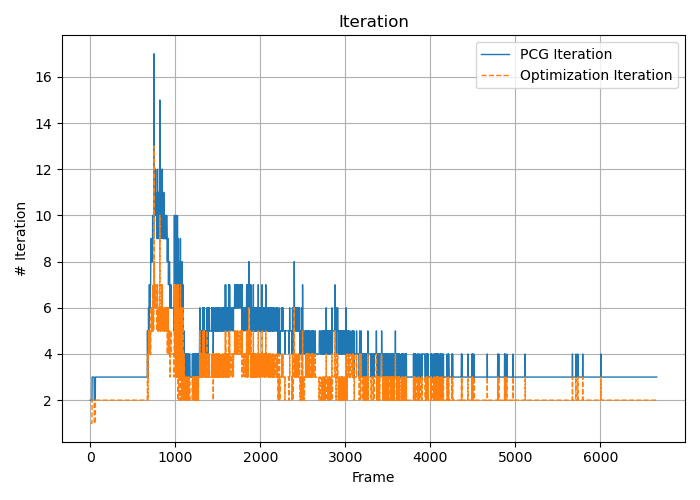 Iteration
PCG Iteration
Optimization Iteration
16
14
12
10
8
6
4
2
# Iteration
0 1000 2000 3000 4000 5000 6000
Frame